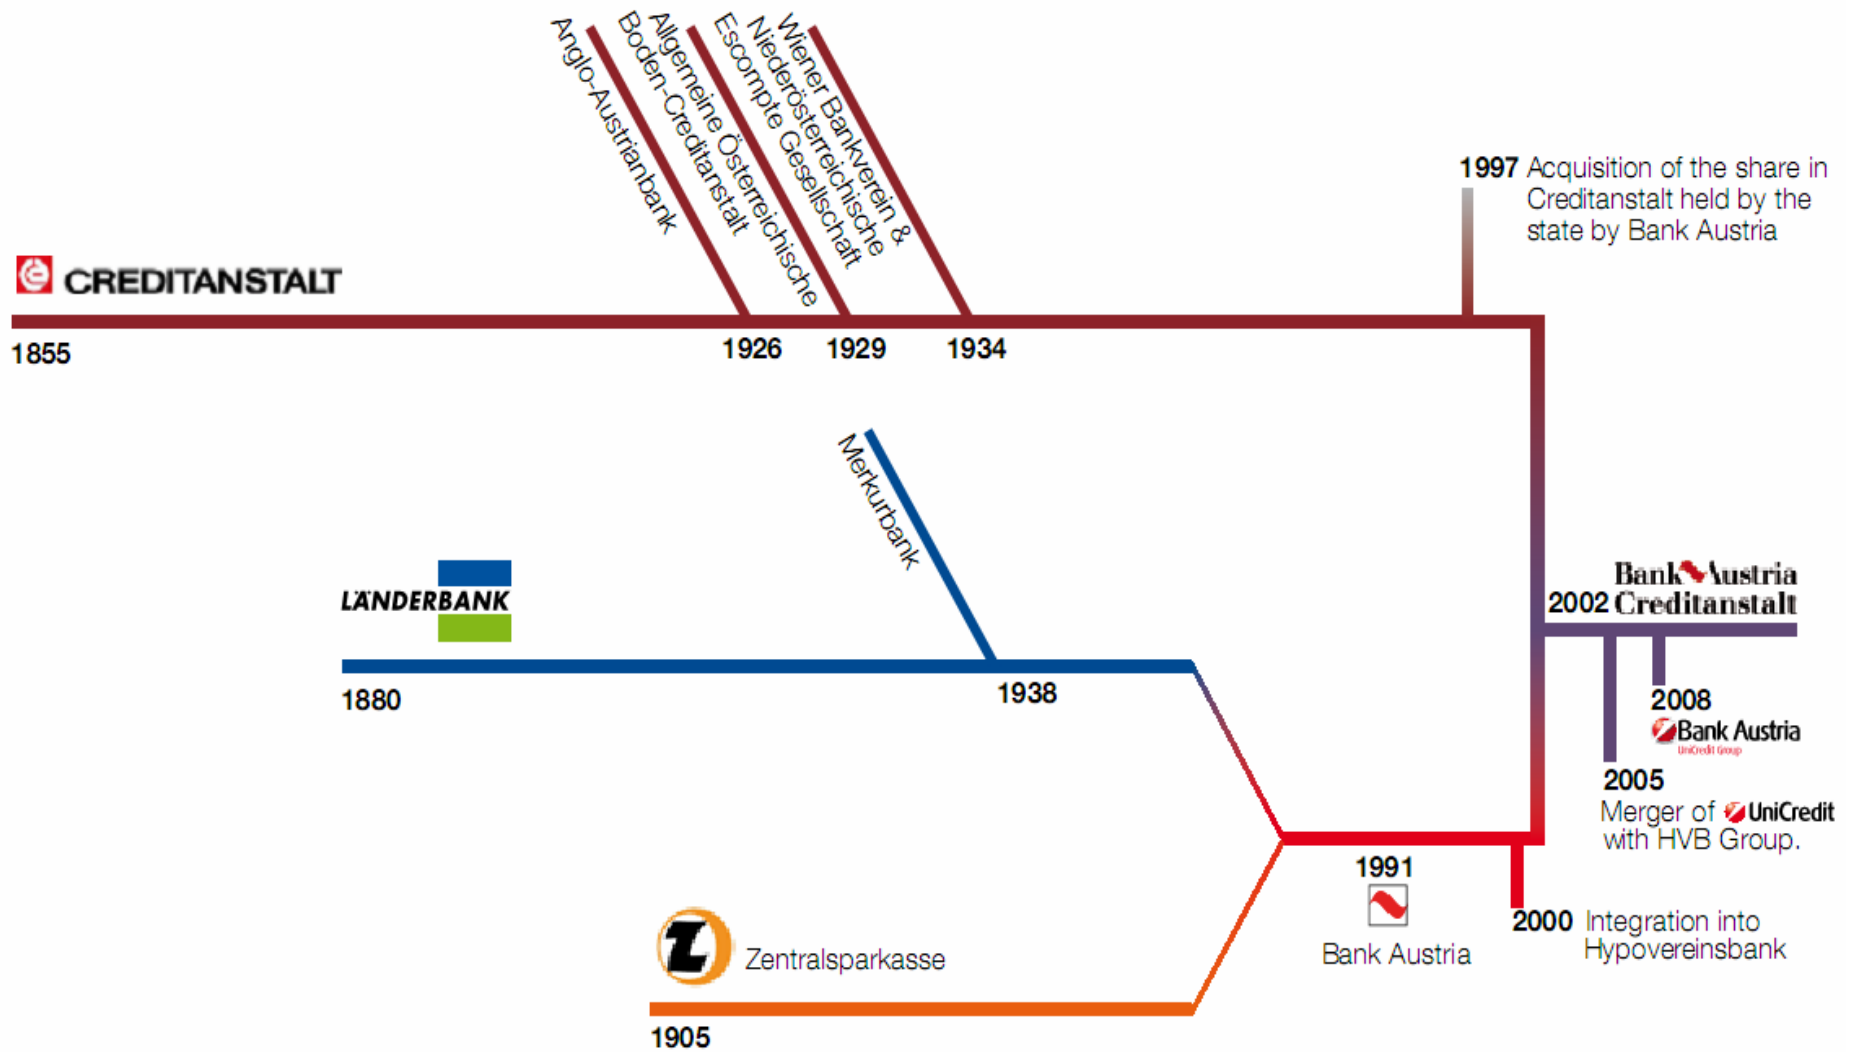 Anglo-Austrianbank
Allgemeine Österreichische
Boden-Creditanstalt
Wiener Bankverein &
Niederösterreichische
Escompte Gesellschaft
1997 Acquisition of the share in
Creditanstalt held by the
state by Bank Austria
CREDITANSTALT
1855
1926
1929
1934
Merkurbank
LÄNDERBANK
1880
1938
2002 Bank Austria
Creditanstalt
2008
Bank Austria
UniCredit Group
2005
Merger of UniCredit
with HVB Group.
1991
Bank Austria
2000 Integration into
Hypovereinsbank
Z
Zentralsparkasse
1905